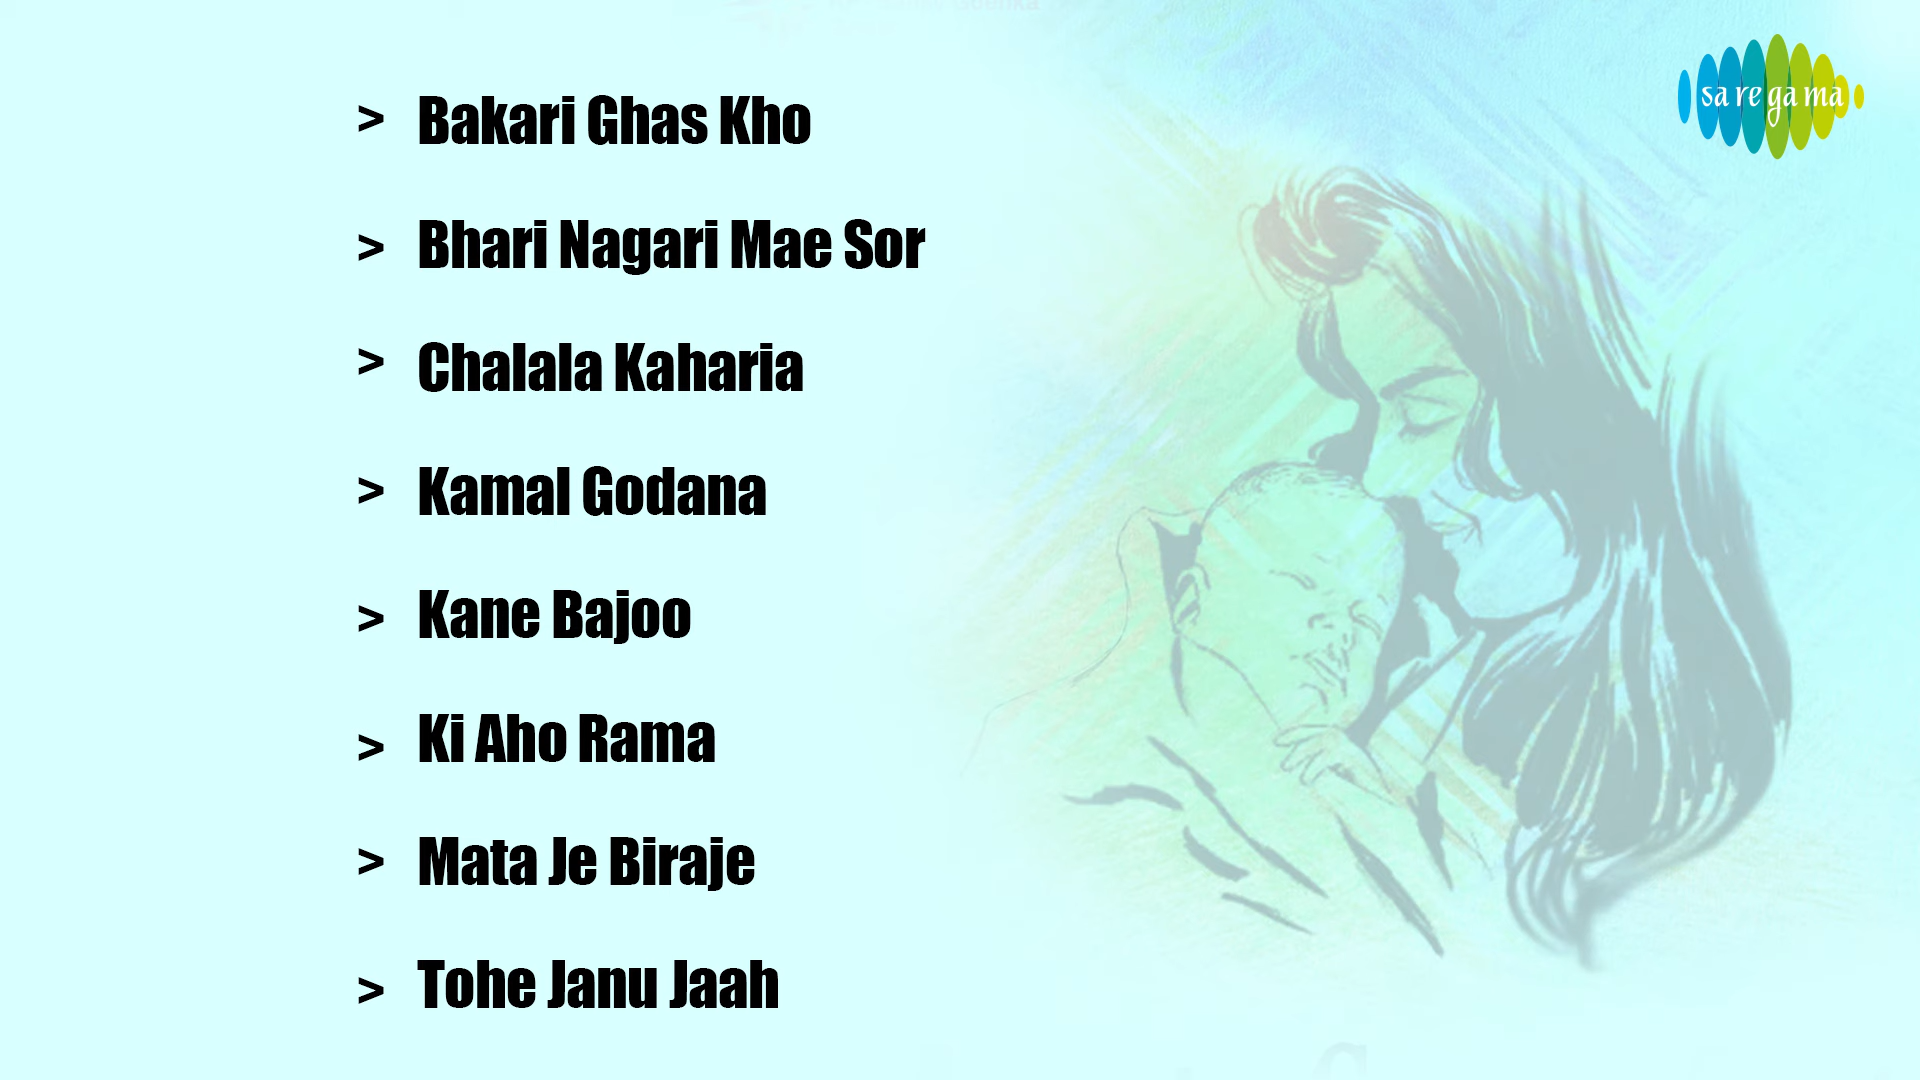 sa re ga ma
> Bakari Ghas Kho
> Bhari Nagari Mae Sor
> Chalala Kaharia
> Kamal Godana
> Kane Bajoo
> Ki Aho Rama
> Mata Je Biraje
> Tohe Janu Jaah